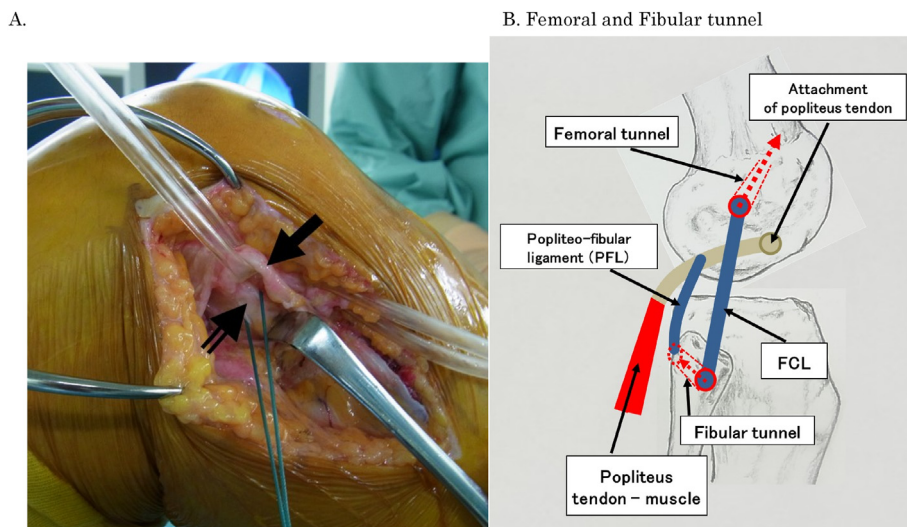 A.
B. Femoral and Fibular tunnel
Attachment
of popliteus tendon
Femoral tunnel
Popliteo-fibular
ligament (PFL)
FCL
Fibular tunnel
Popliteus
tendon – muscle